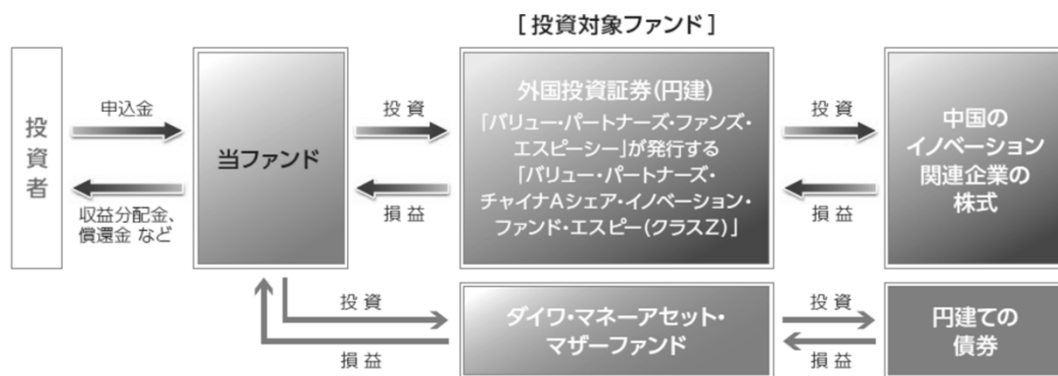 [投資対象ファンド]
投資者
申込金
収益分配金、
償還金 など
当ファンド
投 資
損 益
外国投資証券(円建)
「バリュー・パートナーズ・ファンズ・
エスピーシー」が発行する
「バリュー・パートナーズ・
チャイナAシェア・イノベーション・
ファンド・エスピー(クラスZ)」
投 資
損 益
中国の
イノベーション
関連企業の
株式
投 資
損 益
ダイワ・マネーアセット・
マザーファンド
投 資
損 益
円建ての
債券